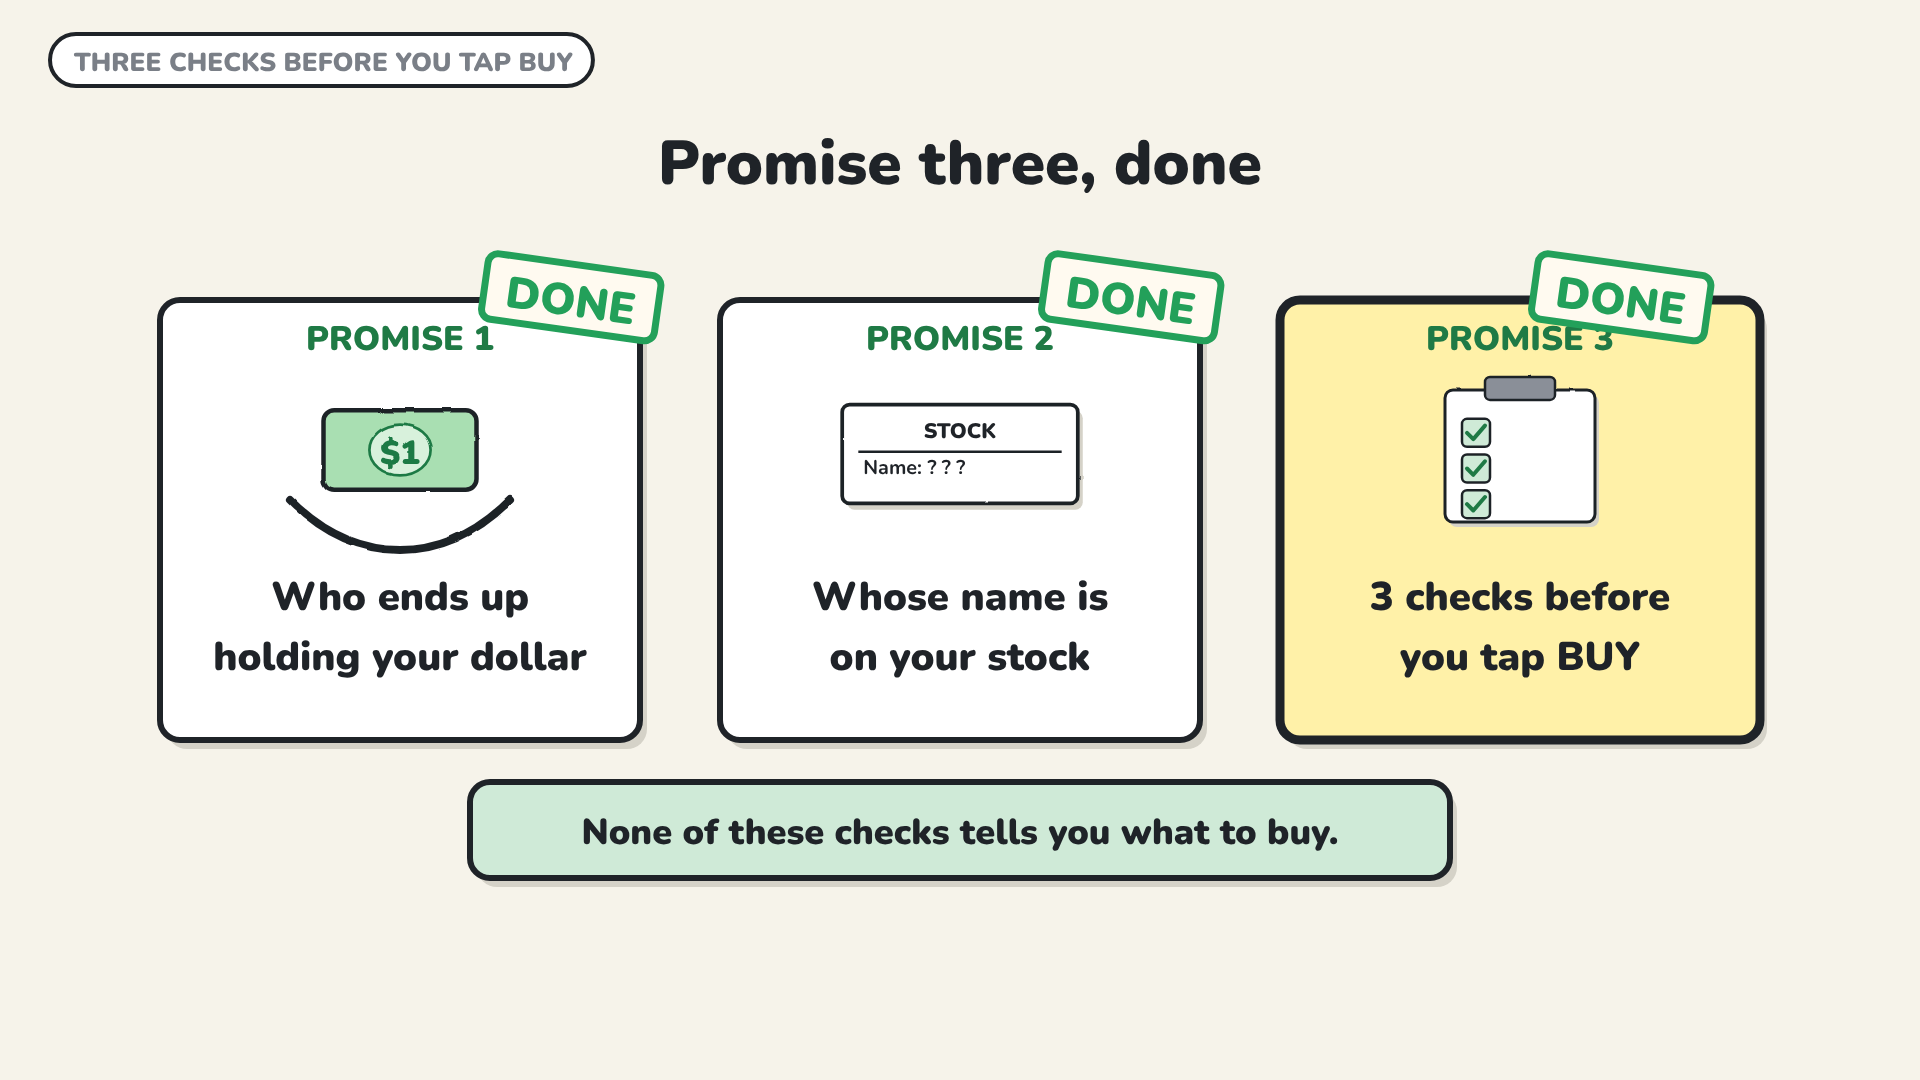 THREE CHECKS BEFORE YOU TAP BUY
Promise three, done
DONE
PROMISE 1
$1
Who ends up
holding your dollar
DONE
PROMISE 2
STOCK
Name: ? ? ?
Whose name is
on your stock
DONE
PROMISE 3
3 checks before
you tap BUY
None of these checks tells you what to buy.